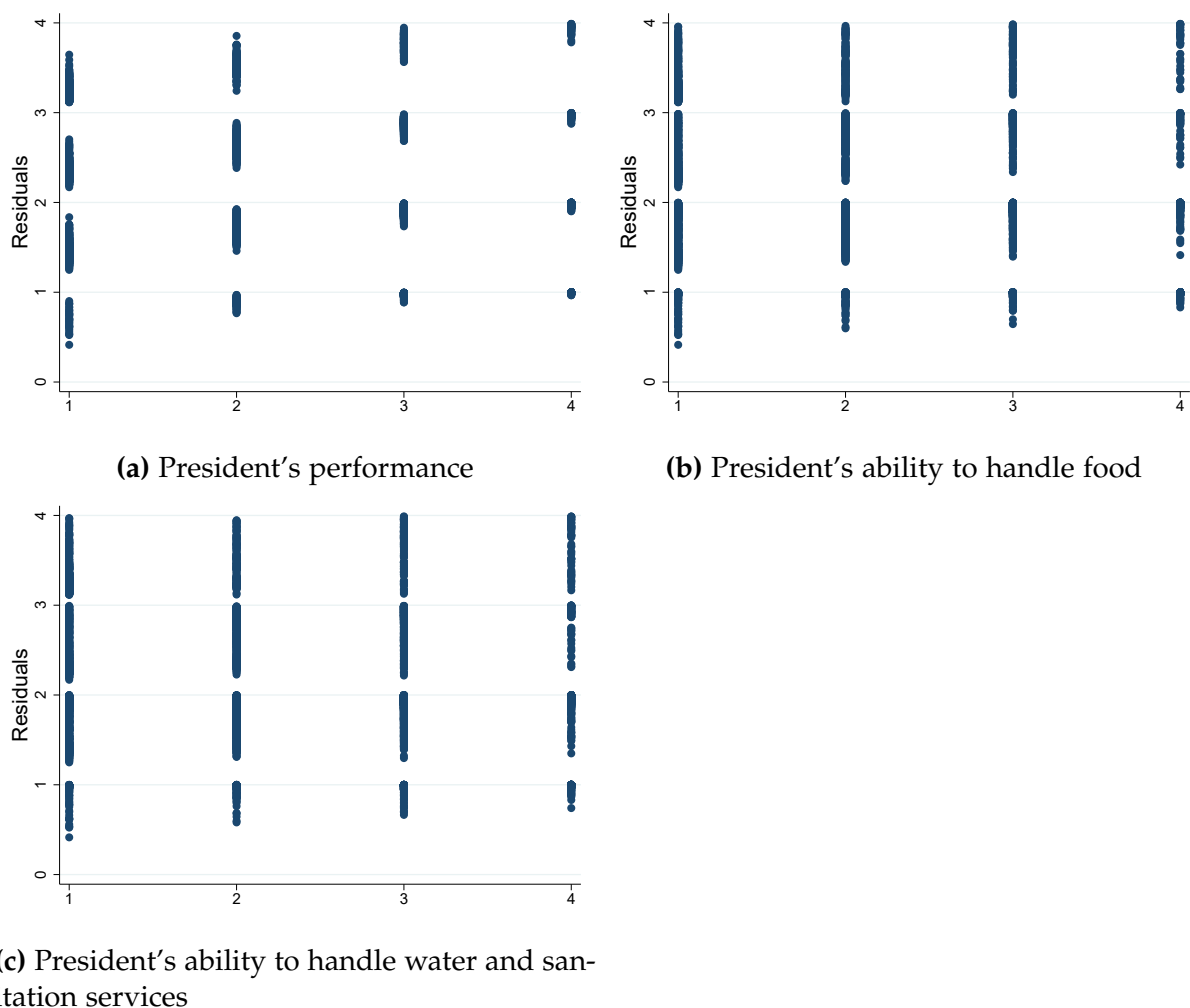 4
3
2
1
0
Residuals
1 2 3 4
4
3
2
1
0
Residuals
1 2 3 4
(a) President's performance
(b) President's ability to handle food
4
3
2
1
0
Residuals
1 2 3 4
(c) President's ability to handle water and san-
itation services